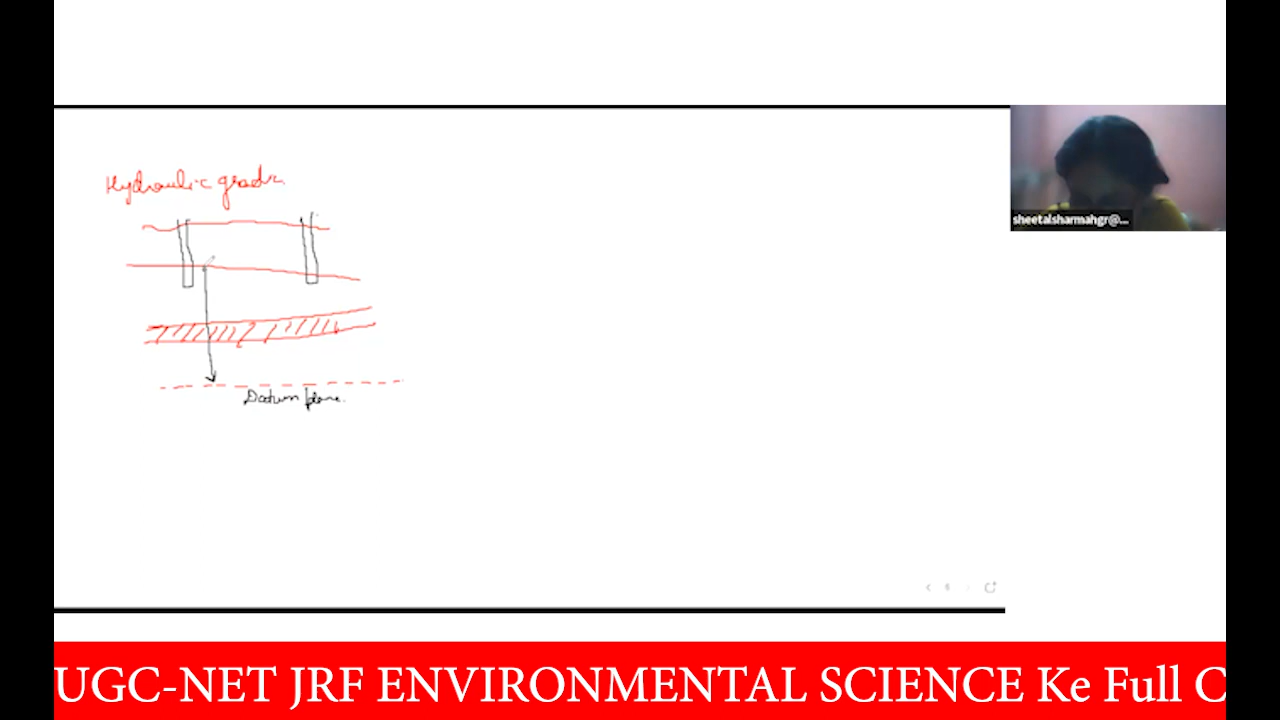 Hydraulic grade
sheetalsharmahgr@...
Datum plane.
UGC-NET JRF ENVIRONMENTAL SCIENCE Ke Full C